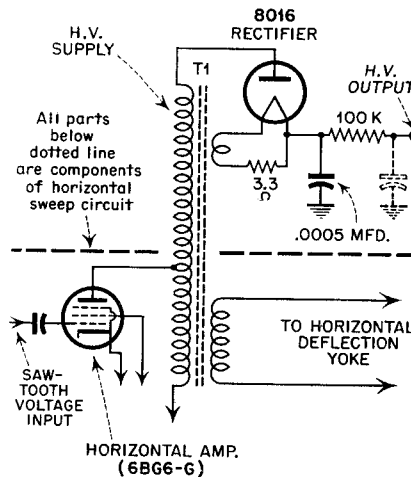 8016
RECTIFIER
H.V.
SUPPLY
T1
H.V.
OUTPUT
100 K
All parts
below
dotted line
are components
of horizontal
sweep circuit
3.3
Ω
.0005 MFD.
TO HORIZONTAL
DEFLECTION
YOKE
SAW-
TOOTH
VOLTAGE
INPUT
HORIZONTAL AMP.
(6BG6-G)